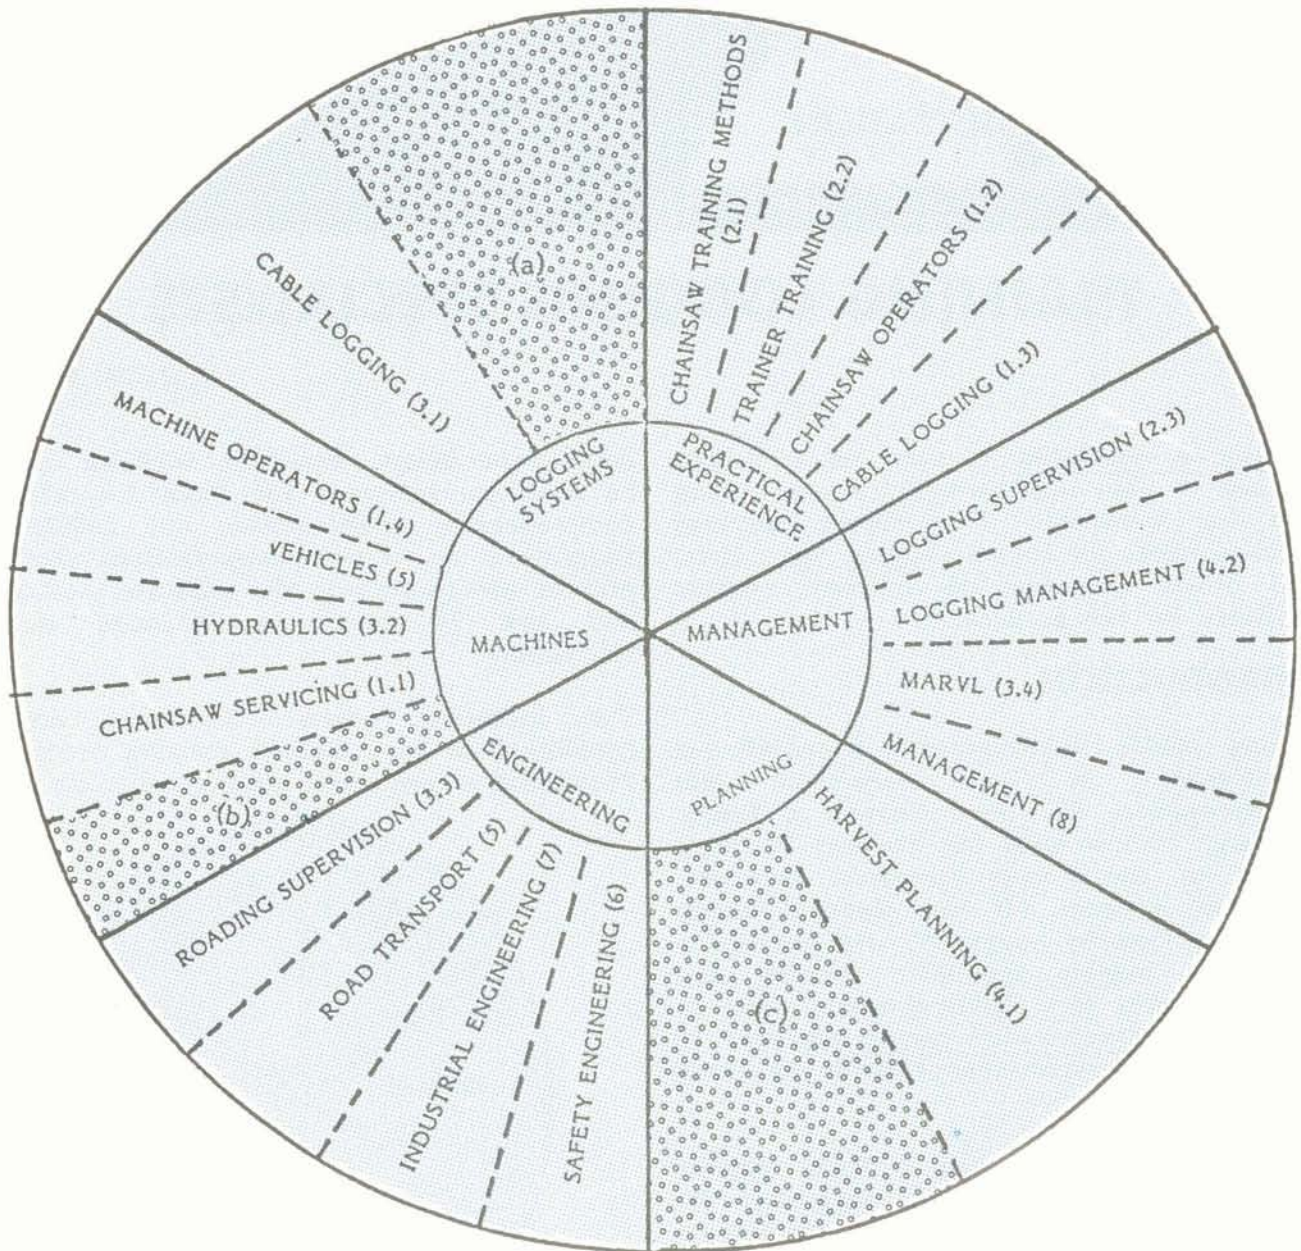 (a)
CHAINSAW TRAINING METHODS
(2.1)
TRAINER TRAINING (2.2)
CHAINSAW OPERATORS (1.2)
CABLE LOGGING (1.3)
LOGGING SUPERVISION (2.3)
LOGGING MANAGEMENT (4.2)
MARVL (3.4)
MANAGEMENT (8)
HARVEST PLANNING (4.1)
(c)
SAFETY ENGINEERING (6)
INDUSTRIAL ENGINEERING (7)
ROAD TRANSPORT (5)
ROADING SUPERVISION (3.3)
(b)
CHAINSAW SERVICING (1.1)
HYDRAULICS (3.2)
VEHICLES (5)
MACHINE OPERATORS (1.4)
CABLE LOGGING (3.1)
LOGGING
SYSTEMS
PRACTICAL
EXPERIENCE
MACHINES
MANAGEMENT
ENGINEERING
PLANNING